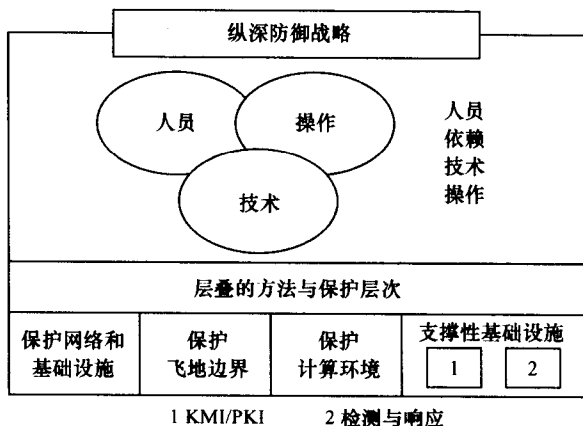 纵深防御战略
人员
操作
技术
人员
依赖
技术
操作
层叠的方法与保护层次
保护网络和
基础设施
保护
飞地边界
保护
计算环境
支撑性基础设施
1
2
1 KMI/PKI
2 检测与响应